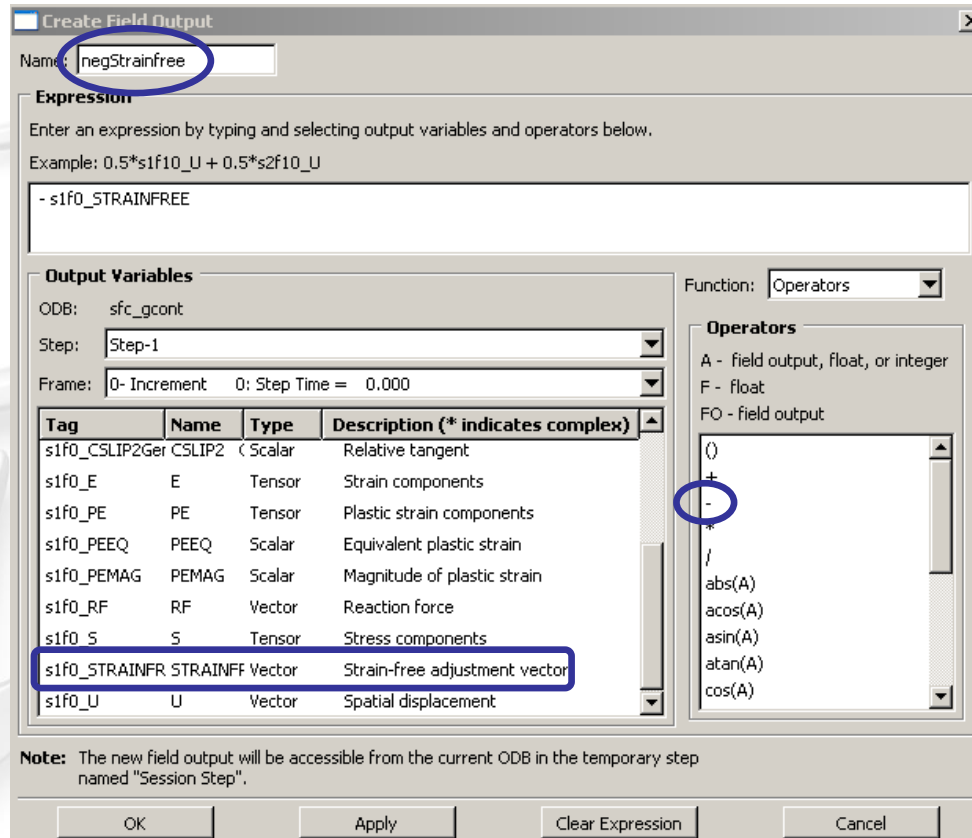 Create Field Output
Name: negStrainfree
Expression
Enter an expression by typing and selecting output variables and operators below.
Example: 0.5*s1f10_U + 0.5*s2f10_U
- s1f0_STRAINFREE
Output Variables
ODB: sfc_gcont
Step: Step-1
Frame: 0- Increment 0: Step Time = 0.000
Tag Name Type Description (* indicates complex)
s1f0_CSLIP2Ger CSLIP2 ( Scalar Relative tangent
s1f0_E E Tensor Strain components
s1f0_PE PE Tensor Plastic strain components
s1f0_PEEQ PEEQ Scalar Equivalent plastic strain
s1f0_PEMAG PEMAG Scalar Magnitude of plastic strain
s1f0_RF RF Vector Reaction force
s1f0_S S Tensor Stress components
s1f0_STRAINFR STRAINFF Vector Strain-free adjustment vector
s1f0_U U Vector Spatial displacement
Function: Operators
Operators
A - field output, float, or integer
F - float
FO - field output
()
+
-
*
/
abs(A)
acos(A)
asin(A)
atan(A)
cos(A)
Note: The new field output will be accessible from the current ODB in the temporary step
named "Session Step".
OK Apply Clear Expression Cancel